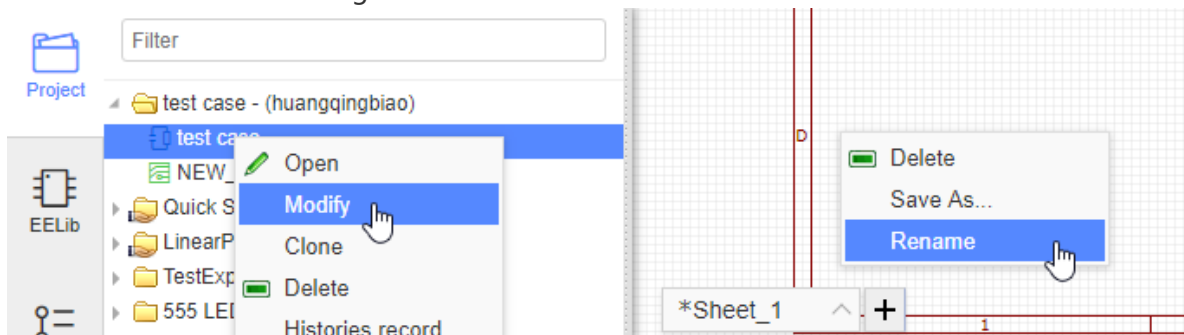 Filter
Project
test case - (huangqingbiao)
test case
NEW_
Quick S
LinearP
TestExp
555 LE
EELib
Open
Modify
Clone
Delete
Histories record
D
Delete
Save As...
Rename
*Sheet_1
+
1